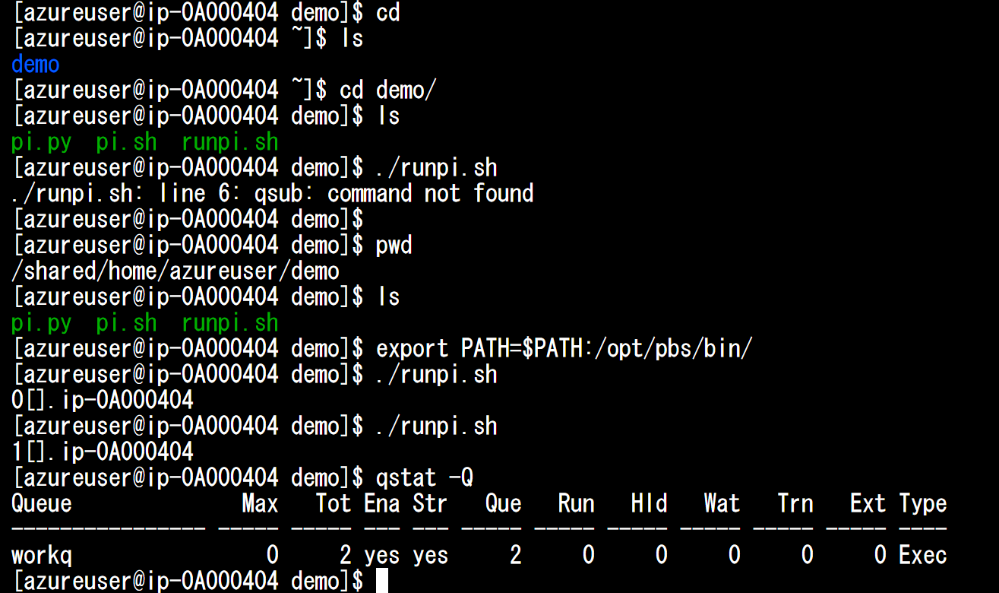 [azureuser@ip-0A000404 demo]$ cd
[azureuser@ip-0A000404 ~]$ ls
demo
[azureuser@ip-0A000404 ~]$ cd demo/
[azureuser@ip-0A000404 demo]$ ls
pi.py  pi.sh  runpi.sh
[azureuser@ip-0A000404 demo]$ ./runpi.sh
./runpi.sh: line 6: qsub: command not found
[azureuser@ip-0A000404 demo]$
[azureuser@ip-0A000404 demo]$ pwd
/shared/home/azureuser/demo
[azureuser@ip-0A000404 demo]$ ls
pi.py  pi.sh  runpi.sh
[azureuser@ip-0A000404 demo]$ export PATH=$PATH:/opt/pbs/bin/
[azureuser@ip-0A000404 demo]$ ./runpi.sh
0[].ip-0A000404
[azureuser@ip-0A000404 demo]$ ./runpi.sh
1[].ip-0A000404
[azureuser@ip-0A000404 demo]$ qstat -Q
Queue              Max   Tot Ena Str   Que   Run   Hld   Wat   Trn   Ext Type
---------------- ----- ----- --- --- ----- ----- ----- ----- ----- ----- ----
workq                0     2 yes yes     2     0     0     0     0     0 Exec
[azureuser@ip-0A000404 demo]$